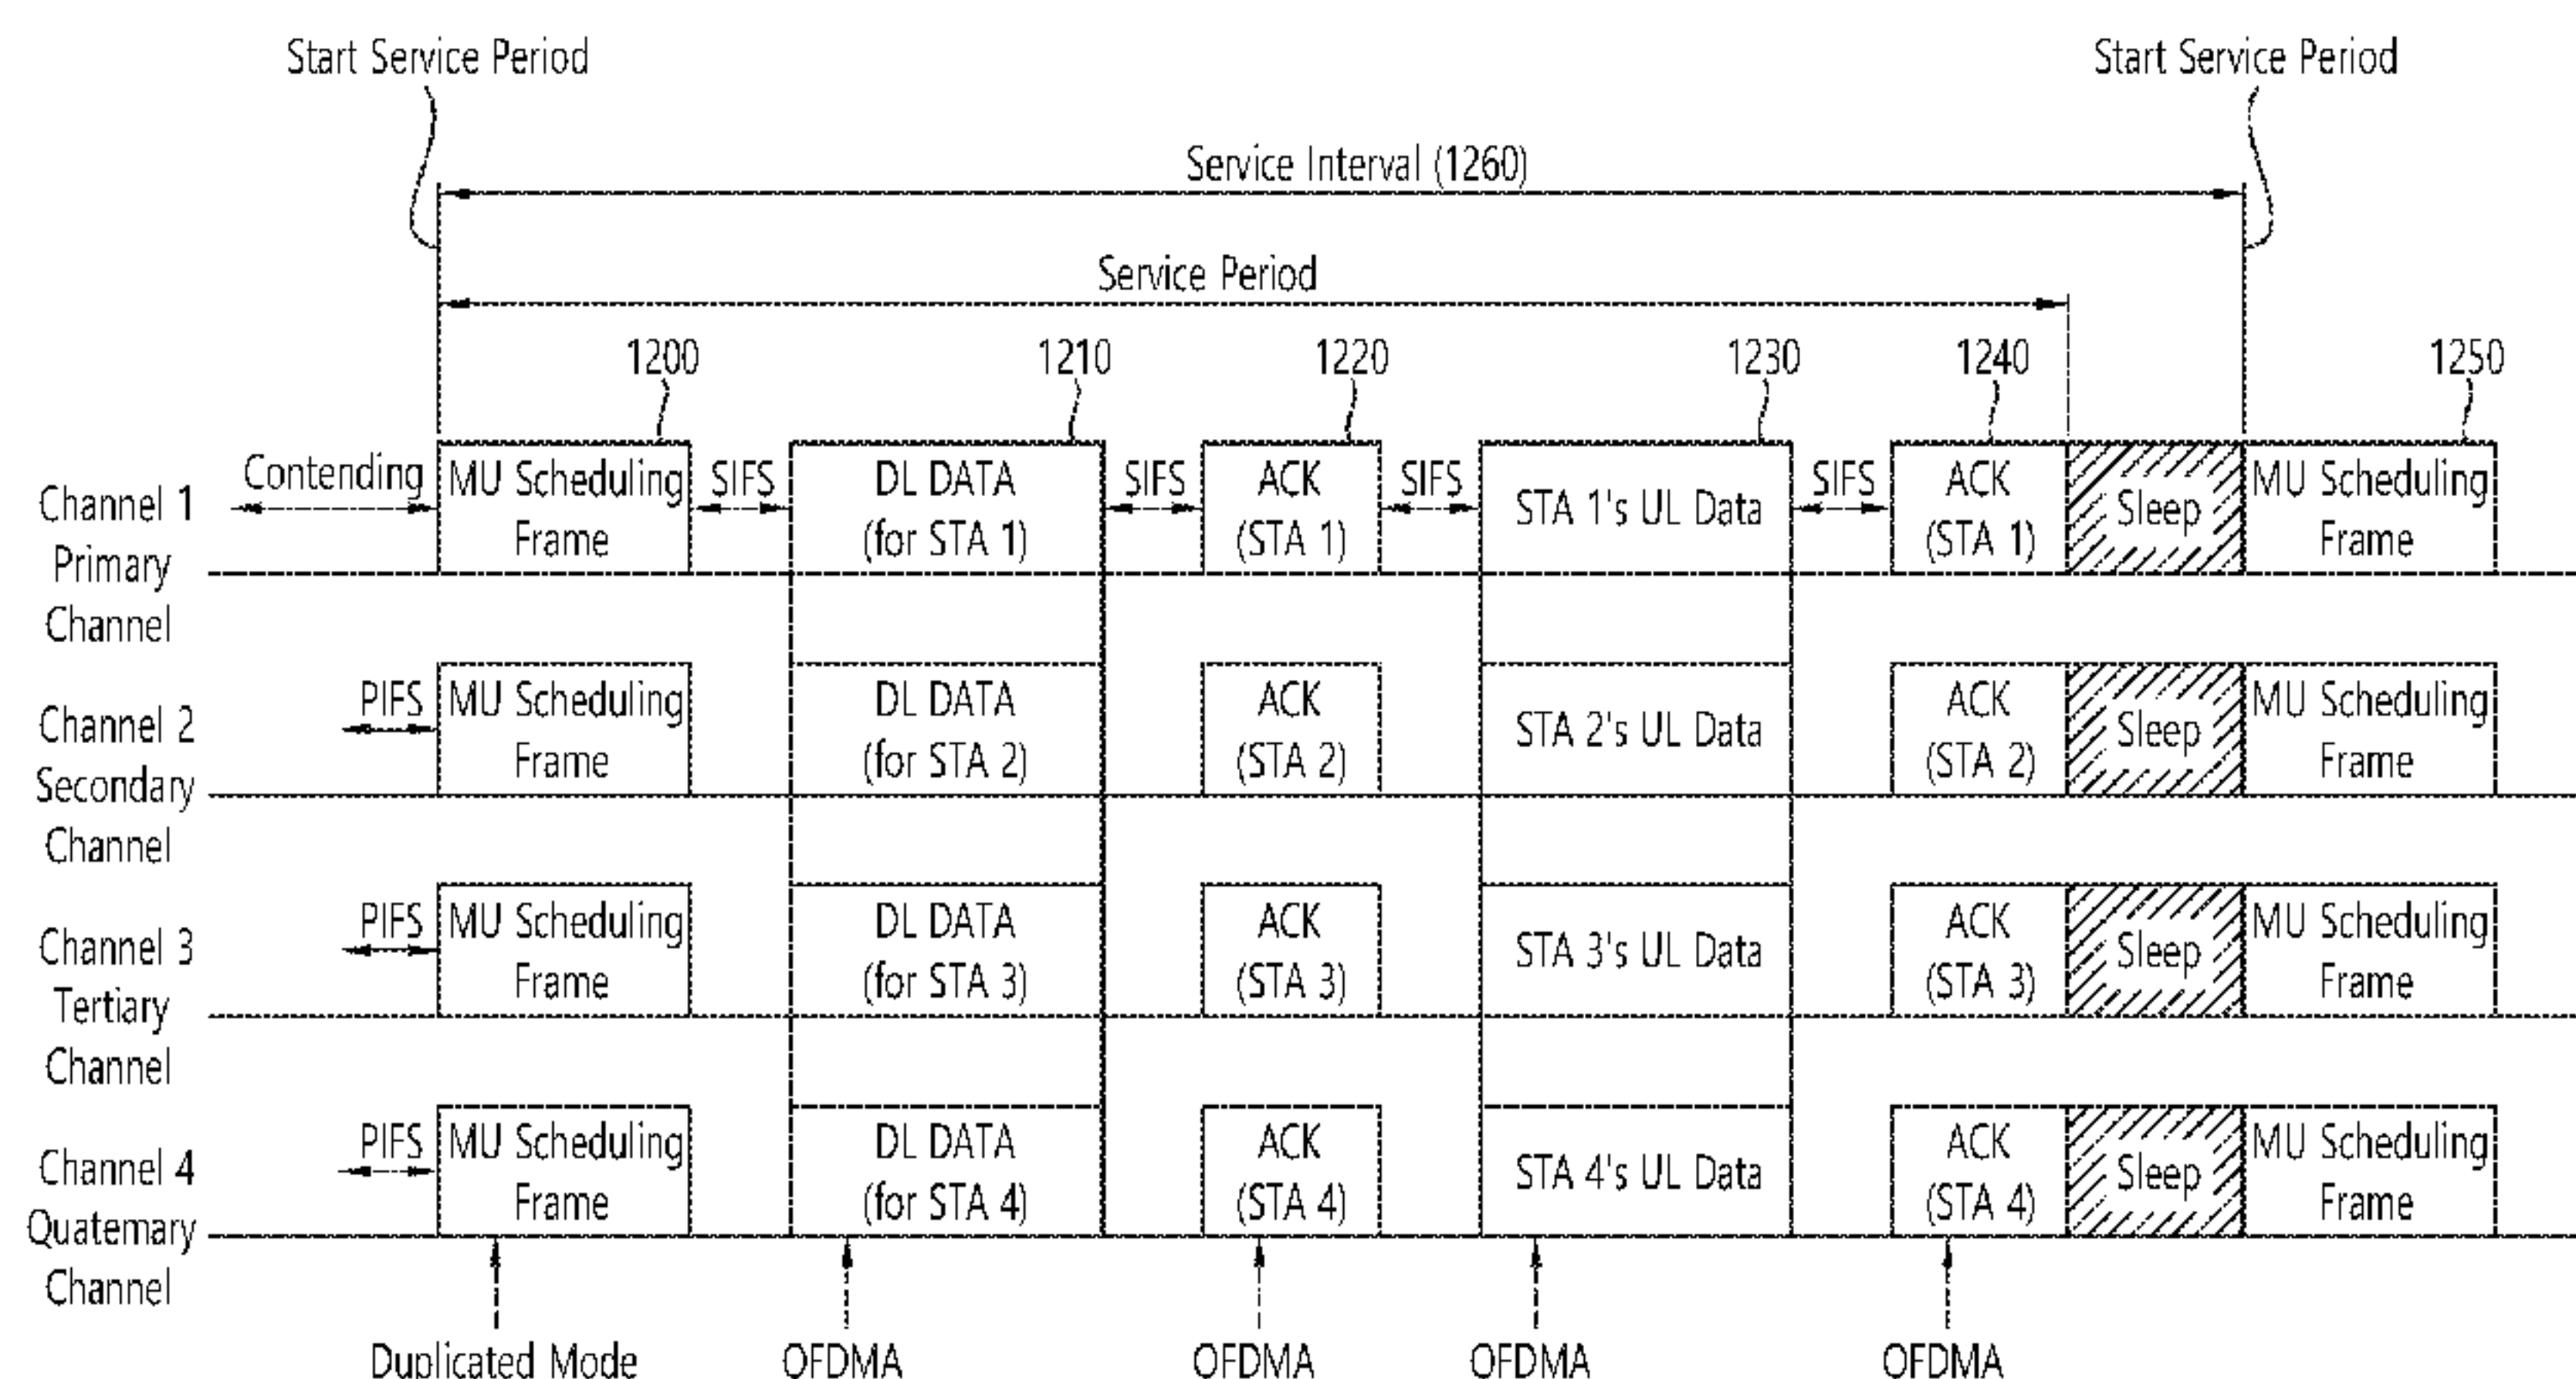 Start Service Period
Start Service Period
Service Interval (1260)
Service Period
1200
1210
1220
1230
1240
1250
Channel 1
Primary
Channel
Contending
MU Scheduling
Frame
SIFS
DL DATA
(for STA 1)
SIFS
ACK
(STA 1)
SIFS
STA 1's UL Data
SIFS
ACK
(STA 1)
Sleep
MU Scheduling
Frame
Channel 2
Secondary
Channel
PIFS
MU Scheduling
Frame
DL DATA
(for STA 2)
ACK
(STA 2)
STA 2's UL Data
ACK
(STA 2)
Sleep
MU Scheduling
Frame
Channel 3
Tertiary
Channel
PIFS
MU Scheduling
Frame
DL DATA
(for STA 3)
ACK
(STA 3)
STA 3's UL Data
ACK
(STA 3)
Sleep
MU Scheduling
Frame
Channel 4
Quatemary
Channel
PIFS
MU Scheduling
Frame
DL DATA
(for STA 4)
ACK
(STA 4)
STA 4's UL Data
ACK
(STA 4)
Sleep
MU Scheduling
Frame
Duplicated Mode
OFDMA
OFDMA
OFDMA
OFDMA